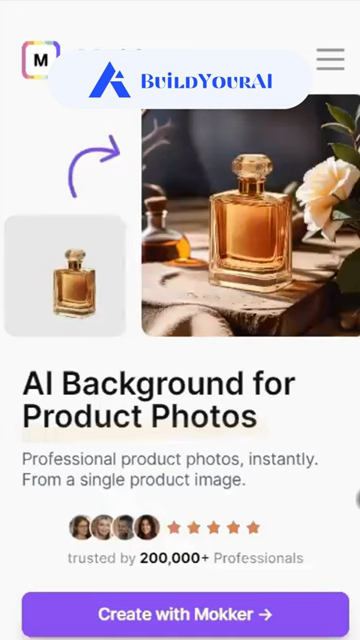 M
BUILDYOURAI
AI Background for
Product Photos
Professional product photos, instantly.
From a single product image.
trusted by 200,000+ Professionals
Create with Mokker →